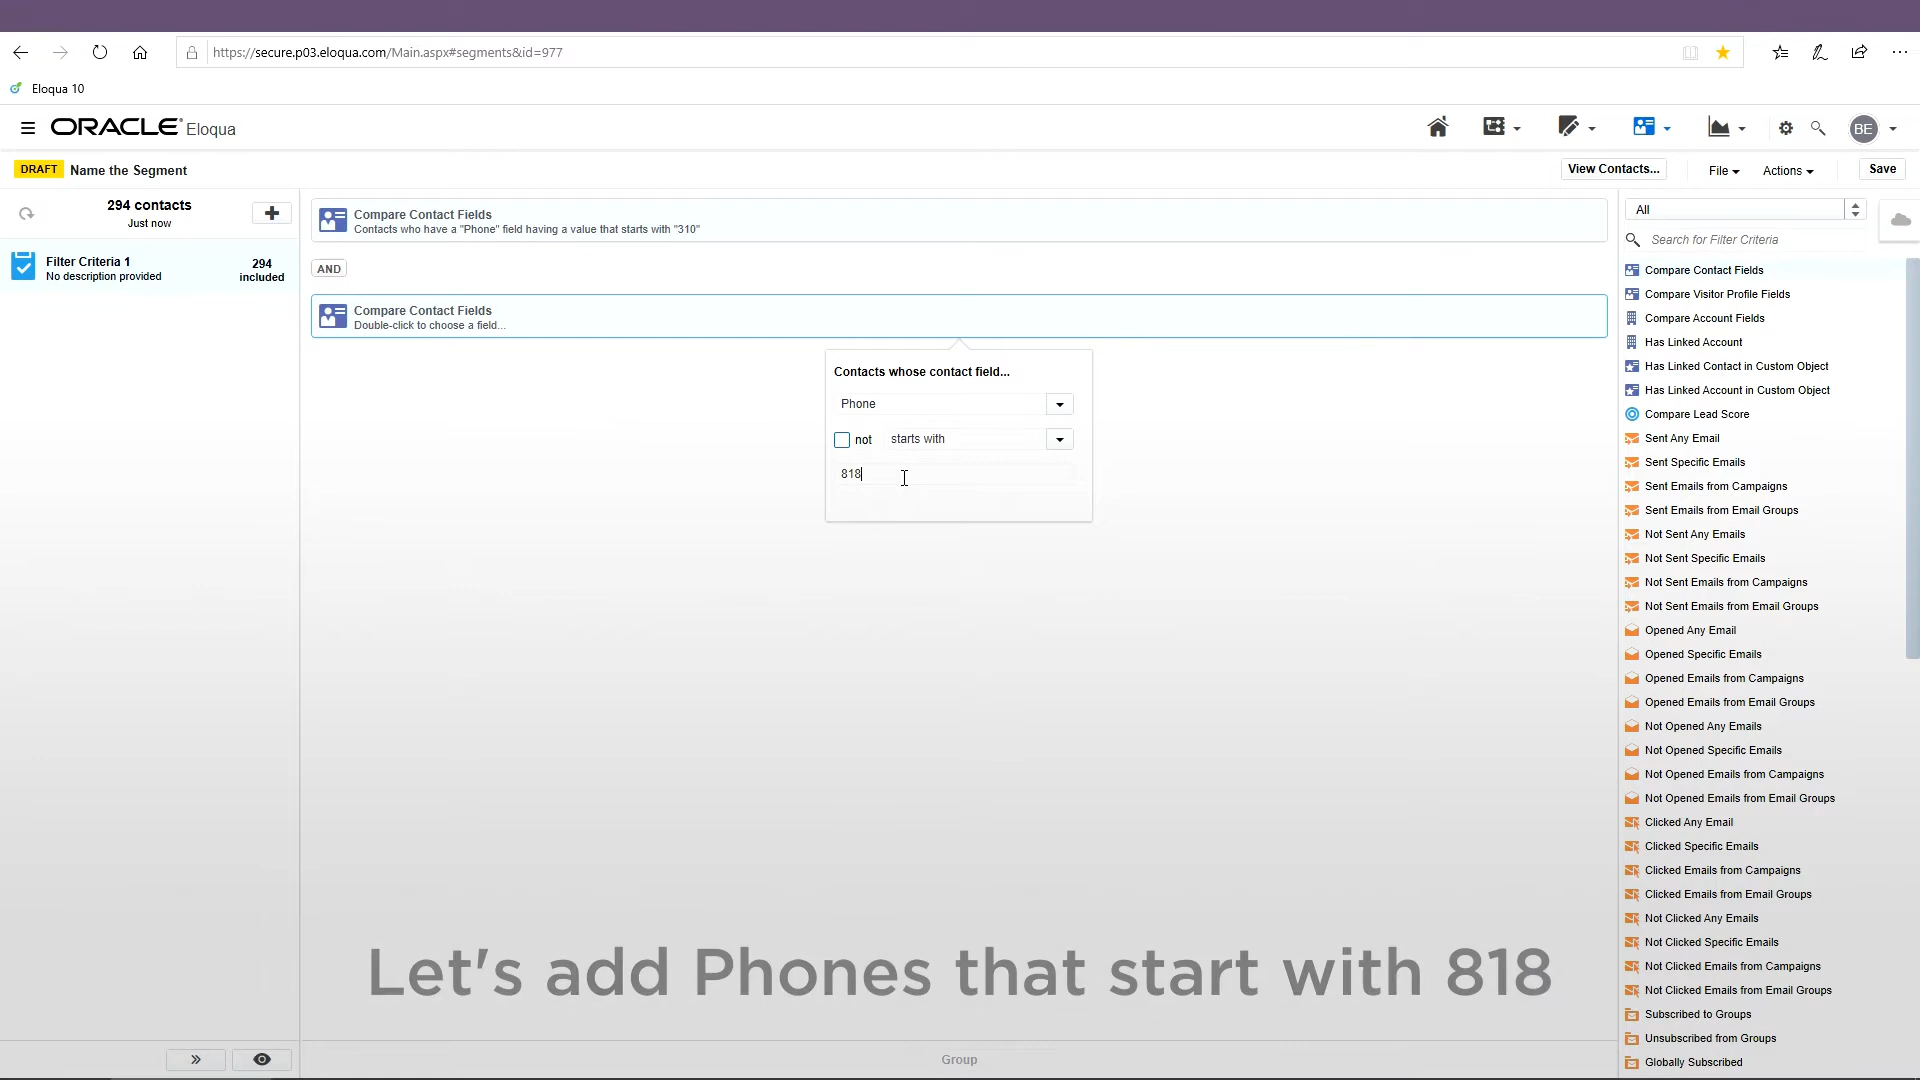 https://secure.p03.eloqua.com/Main.aspx#segments&id=977
Eloqua 10
ORACLE Eloqua
BE
DRAFT Name the Segment
View Contacts...
File
Actions
Save
294 contacts
Just now
Filter Criteria 1
No description provided
294
included
Compare Contact Fields
Contacts who have a "Phone" field having a value that starts with "310"
AND
Compare Contact Fields
Double-click to choose a field...
Contacts whose contact field...
Phone
not starts with
818
All
Search for Filter Criteria
Compare Contact Fields
Compare Visitor Profile Fields
Compare Account Fields
Has Linked Account
Has Linked Contact in Custom Object
Has Linked Account in Custom Object
Compare Lead Score
Sent Any Email
Sent Specific Emails
Sent Emails from Campaigns
Sent Emails from Email Groups
Not Sent Any Emails
Not Sent Specific Emails
Not Sent Emails from Campaigns
Not Sent Emails from Email Groups
Opened Any Email
Opened Specific Emails
Opened Emails from Campaigns
Opened Emails from Email Groups
Not Opened Any Emails
Not Opened Specific Emails
Not Opened Emails from Campaigns
Not Opened Emails from Email Groups
Clicked Any Email
Clicked Specific Emails
Clicked Emails from Campaigns
Clicked Emails from Email Groups
Not Clicked Any Emails
Not Clicked Specific Emails
Not Clicked Emails from Campaigns
Not Clicked Emails from Email Groups
Subscribed to Groups
Unsubscribed from Groups
Globally Subscribed
Let's add Phones that start with 818
Group